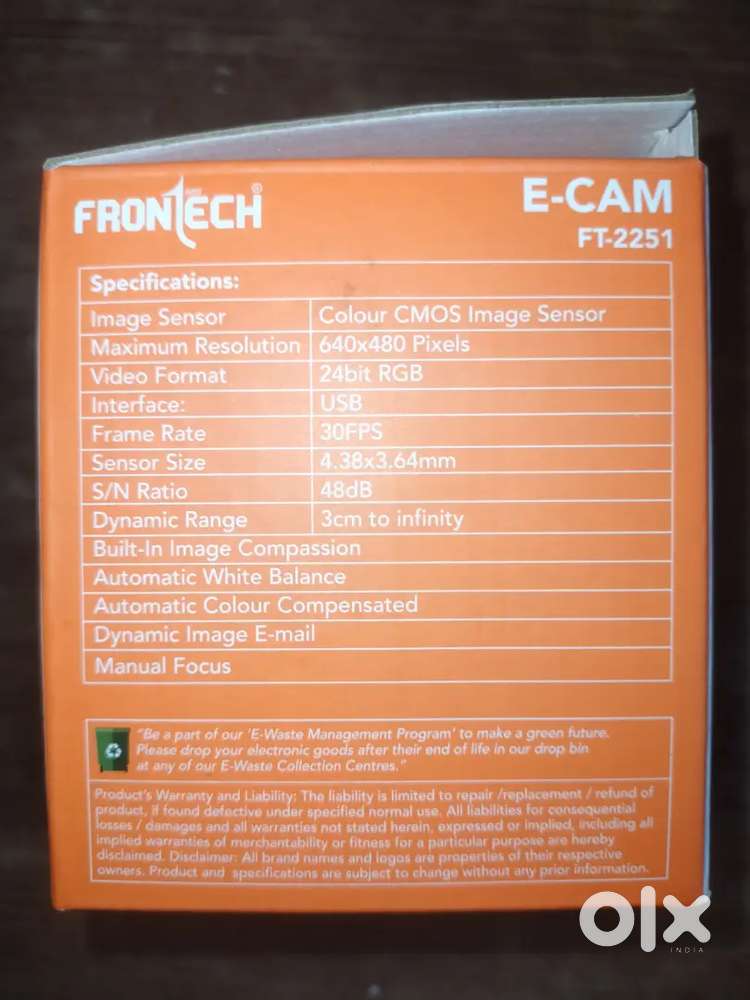 FRONTECH®
E-CAM
FT-2251
Specifications:
Image Sensor Colour CMOS Image Sensor
Maximum Resolution 640x480 Pixels
Video Format 24bit RGB
Interface: USB
Frame Rate 30FPS
Sensor Size 4.38x3.64mm
S/N Ratio 48dB
Dynamic Range 3cm to infinity
Built-In Image Compassion
Automatic White Balance
Automatic Colour Compensated
Dynamic Image E-mail
Manual Focus
"Be a part of our 'E-Waste Management Program' to make a green future.
Please drop your electronic goods after their end of life in our drop bin
at any of our E-Waste Collection Centres."
Product's Warranty and Liability: The liability is limited to repair /replacement / refund of
product, if found defective under specified normal use. All liabilities for consequential
losses / damages and all warranties not stated herein, expressed or implied, including all
implied warranties of merchantability or fitness for a particular purpose are hereby
disclaimed. Disclaimer: All brand names and logos are properties of their respective
owners. Product and specifications are subject to change without any prior information.
olx
INDIA